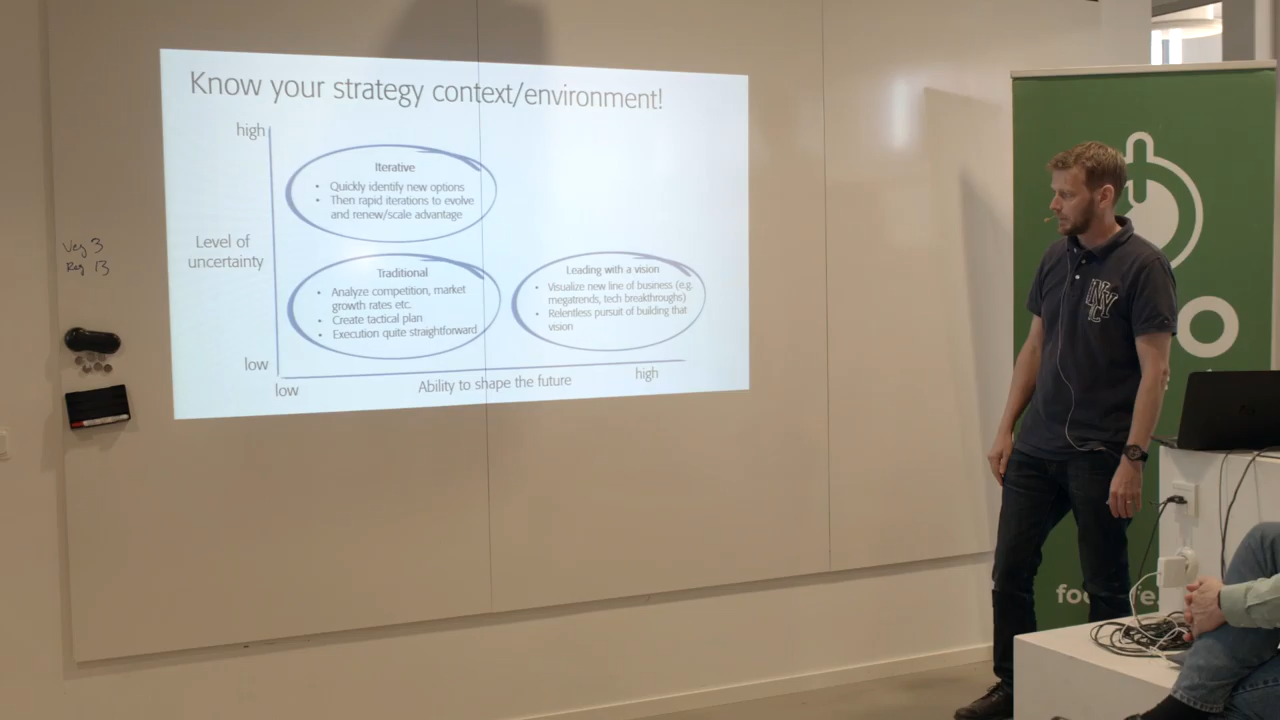 Know your strategy context/environment!
high
Iterative
• Quickly identify new options
• Then rapid iterations to evolve
and renew/scale advantage
Level of
uncertainty
Traditional
• Analyze competition, market
growth rates etc.
• Create tactical plan
• Execution quite straightforward
Leading with a vision
• Visualize new line of business (e.g.
megatrends, tech breakthroughs)
• Relentless pursuit of building that
vision
low
low
Ability to shape the future
high
Veg 3
Reg 13